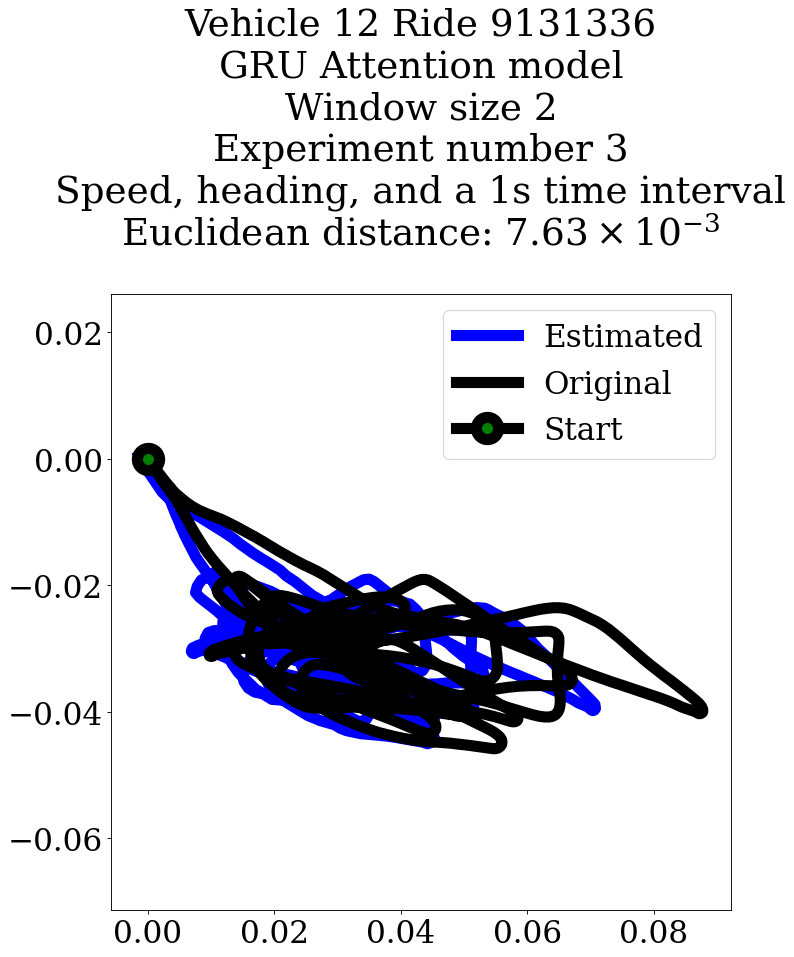 Vehicle 12 Ride 9131336
GRU Attention model
Window size 2
Experiment number 3
Speed, heading, and a 1s time interval
Euclidean distance: 7.63 × 10⁻³
Estimated
Original
Start
0.02
0.00
−0.02
−0.04
−0.06
0.00 0.02 0.04 0.06 0.08